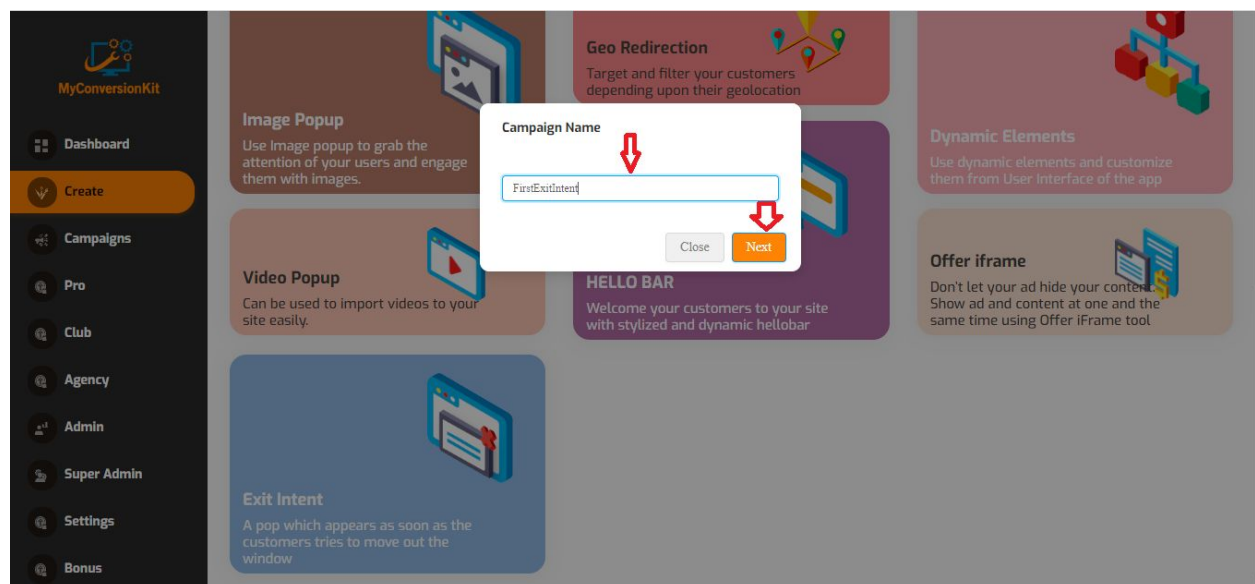 MyConversionKit
Dashboard
Create
Campaigns
Pro
Club
Agency
Admin
Super Admin
Settings
Bonus
Image Popup
Use Image popup to grab the
attention of your users and engage
them with images.
Geo Redirection
Target and filter your customers
depending upon their geolocation
Dynamic Elements
Use dynamic elements and customize
them from User Interface of the app
Campaign Name
FirstExitIntent
Close
Next
Video Popup
Can be used to import videos to your
site easily.
HELLO BAR
Welcome your customers to your site
with stylized and dynamic hellobar
Offer iframe
Don't let your ad hide your content.
Show ad and content at one and the
same time using Offer iFrame tool
Exit Intent
A pop which appears as soon as the
customers tries to move out the
window